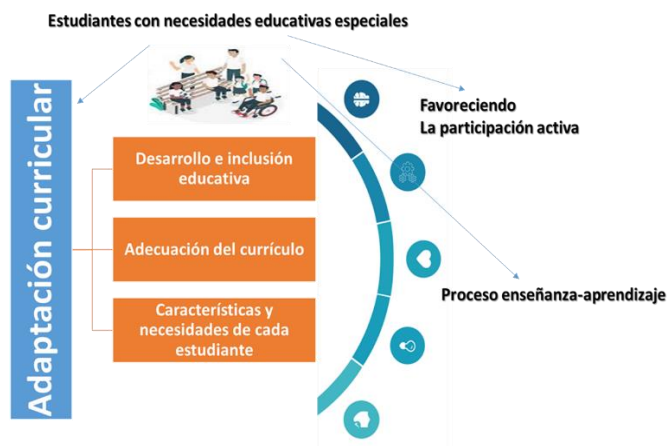 Estudiantes con necesidades educativas especiales
Adaptación curricular
Desarrollo e inclusión
educativa
Adecuación del currículo
Características y
necesidades de cada
estudiante
Favoreciendo
La participación activa
Proceso enseñanza-aprendizaje